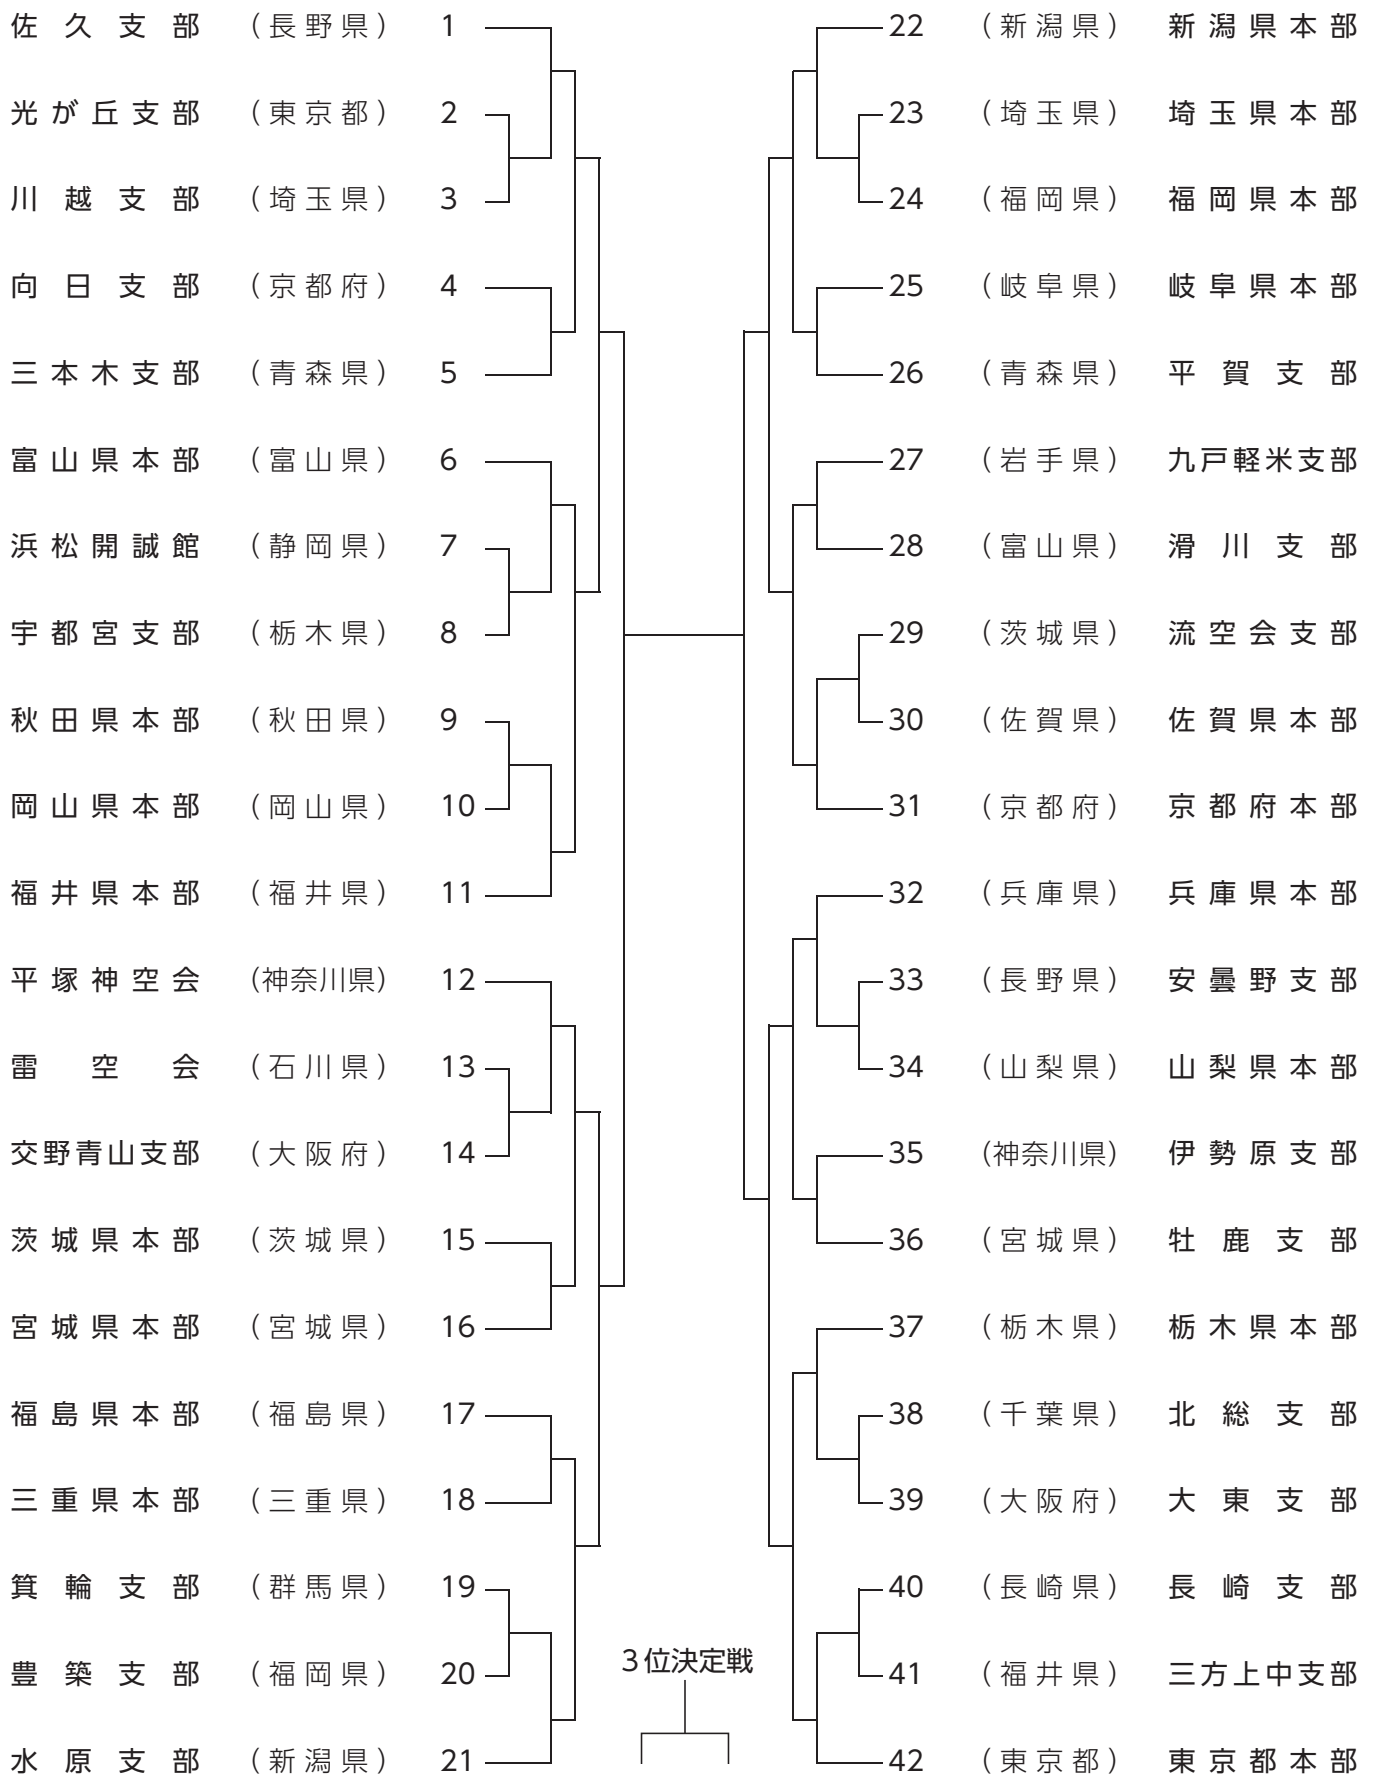 佐久支部 (長野県) 1
光が丘支部 (東京都) 2
川越支部 (埼玉県) 3
向日支部 (京都府) 4
三本木支部 (青森県) 5
富山県本部 (富山県) 6
浜松開誠館 (静岡県) 7
宇都宮支部 (栃木県) 8
秋田県本部 (秋田県) 9
岡山県本部 (岡山県) 10
福井県本部 (福井県) 11
平塚神空会 (神奈川県) 12
雷空会 (石川県) 13
交野青山支部 (大阪府) 14
茨城県本部 (茨城県) 15
宮城県本部 (宮城県) 16
福島県本部 (福島県) 17
三重県本部 (三重県) 18
箕輪支部 (群馬県) 19
豊築支部 (福岡県) 20
水原支部 (新潟県) 21
22 (新潟県) 新潟県本部
23 (埼玉県) 埼玉県本部
24 (福岡県) 福岡県本部
25 (岐阜県) 岐阜県本部
26 (青森県) 平賀支部
27 (岩手県) 九戸軽米支部
28 (富山県) 滑川支部
29 (茨城県) 流空会支部
30 (佐賀県) 佐賀県本部
31 (京都府) 京都府本部
32 (兵庫県) 兵庫県本部
33 (長野県) 安曇野支部
34 (山梨県) 山梨県本部
35 (神奈川県) 伊勢原支部
36 (宮城県) 牡鹿支部
37 (栃木県) 栃木県本部
38 (千葉県) 北総支部
39 (大阪府) 大東支部
40 (長崎県) 長崎支部
41 (福井県) 三方上中支部
42 (東京都) 東京都本部
３位決定戦